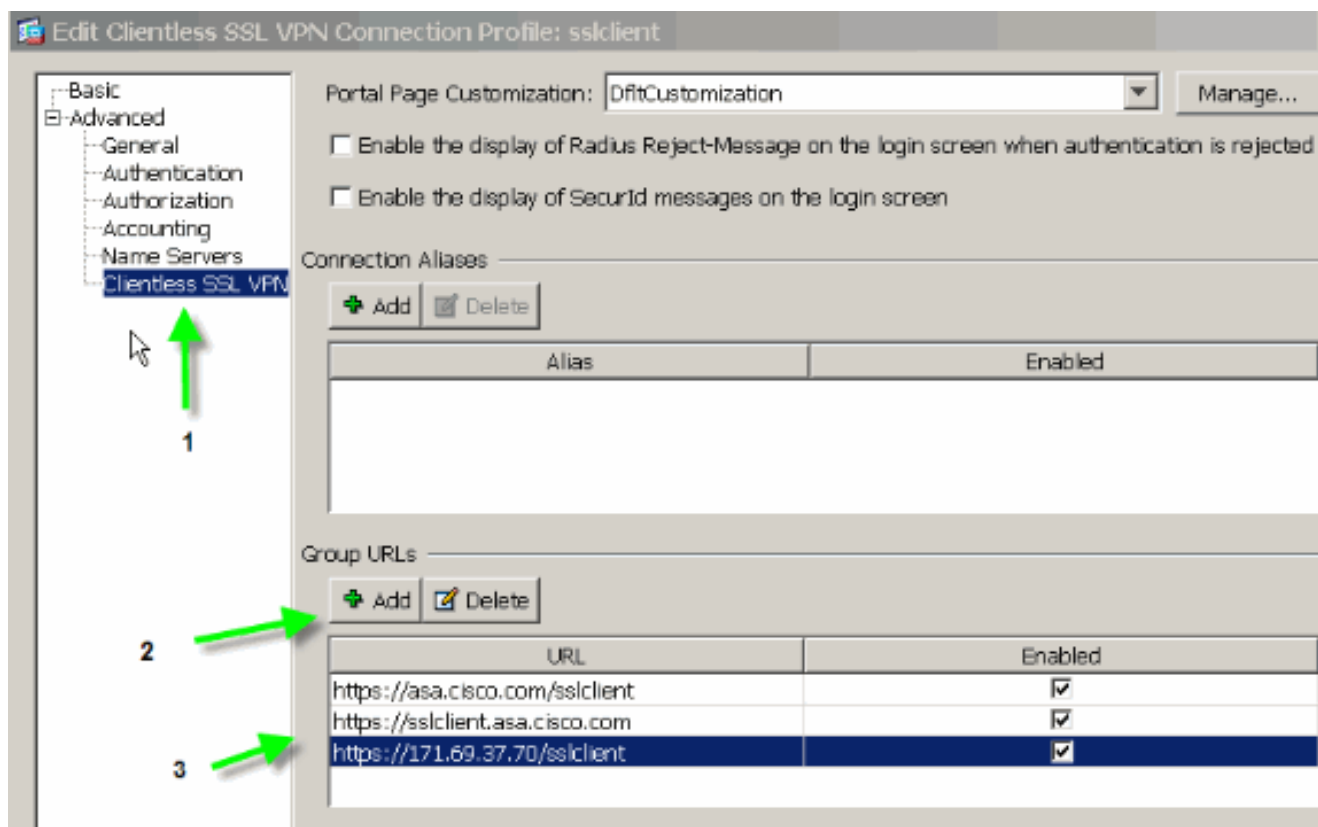 Edit Clientless SSL VPN Connection Profile: sslclient
Basic
Advanced
General
Authentication
Authorization
Accounting
Name Servers
Clientless SSL VPN
1
Portal Page Customization: DfltCustomization Manage...
Enable the display of Radius Reject-Message on the login screen when authentication is rejected
Enable the display of SecurId messages on the login screen
Connection Aliases
Add Delete
Alias Enabled
Group URLs
Add Delete
2
URL Enabled
https://asa.cisco.com/sslclient
https://sslclient.asa.cisco.com
https://171.69.37.70/sslclient
3